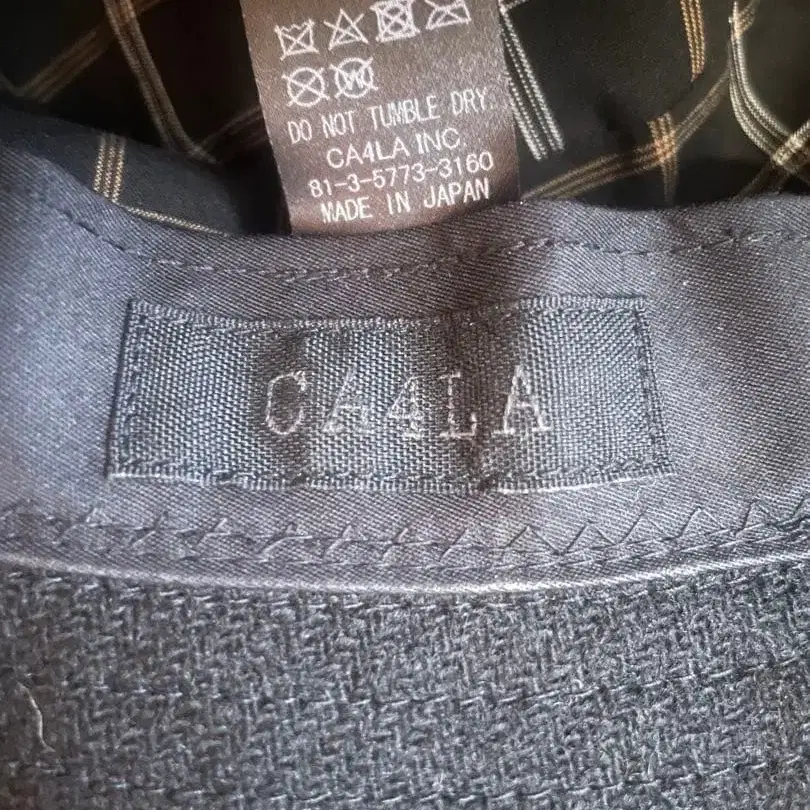 DO NOT TUMBLE DRY.
CA4LA INC.
81-3-5773-3160
MADE IN JAPAN
CA4LA